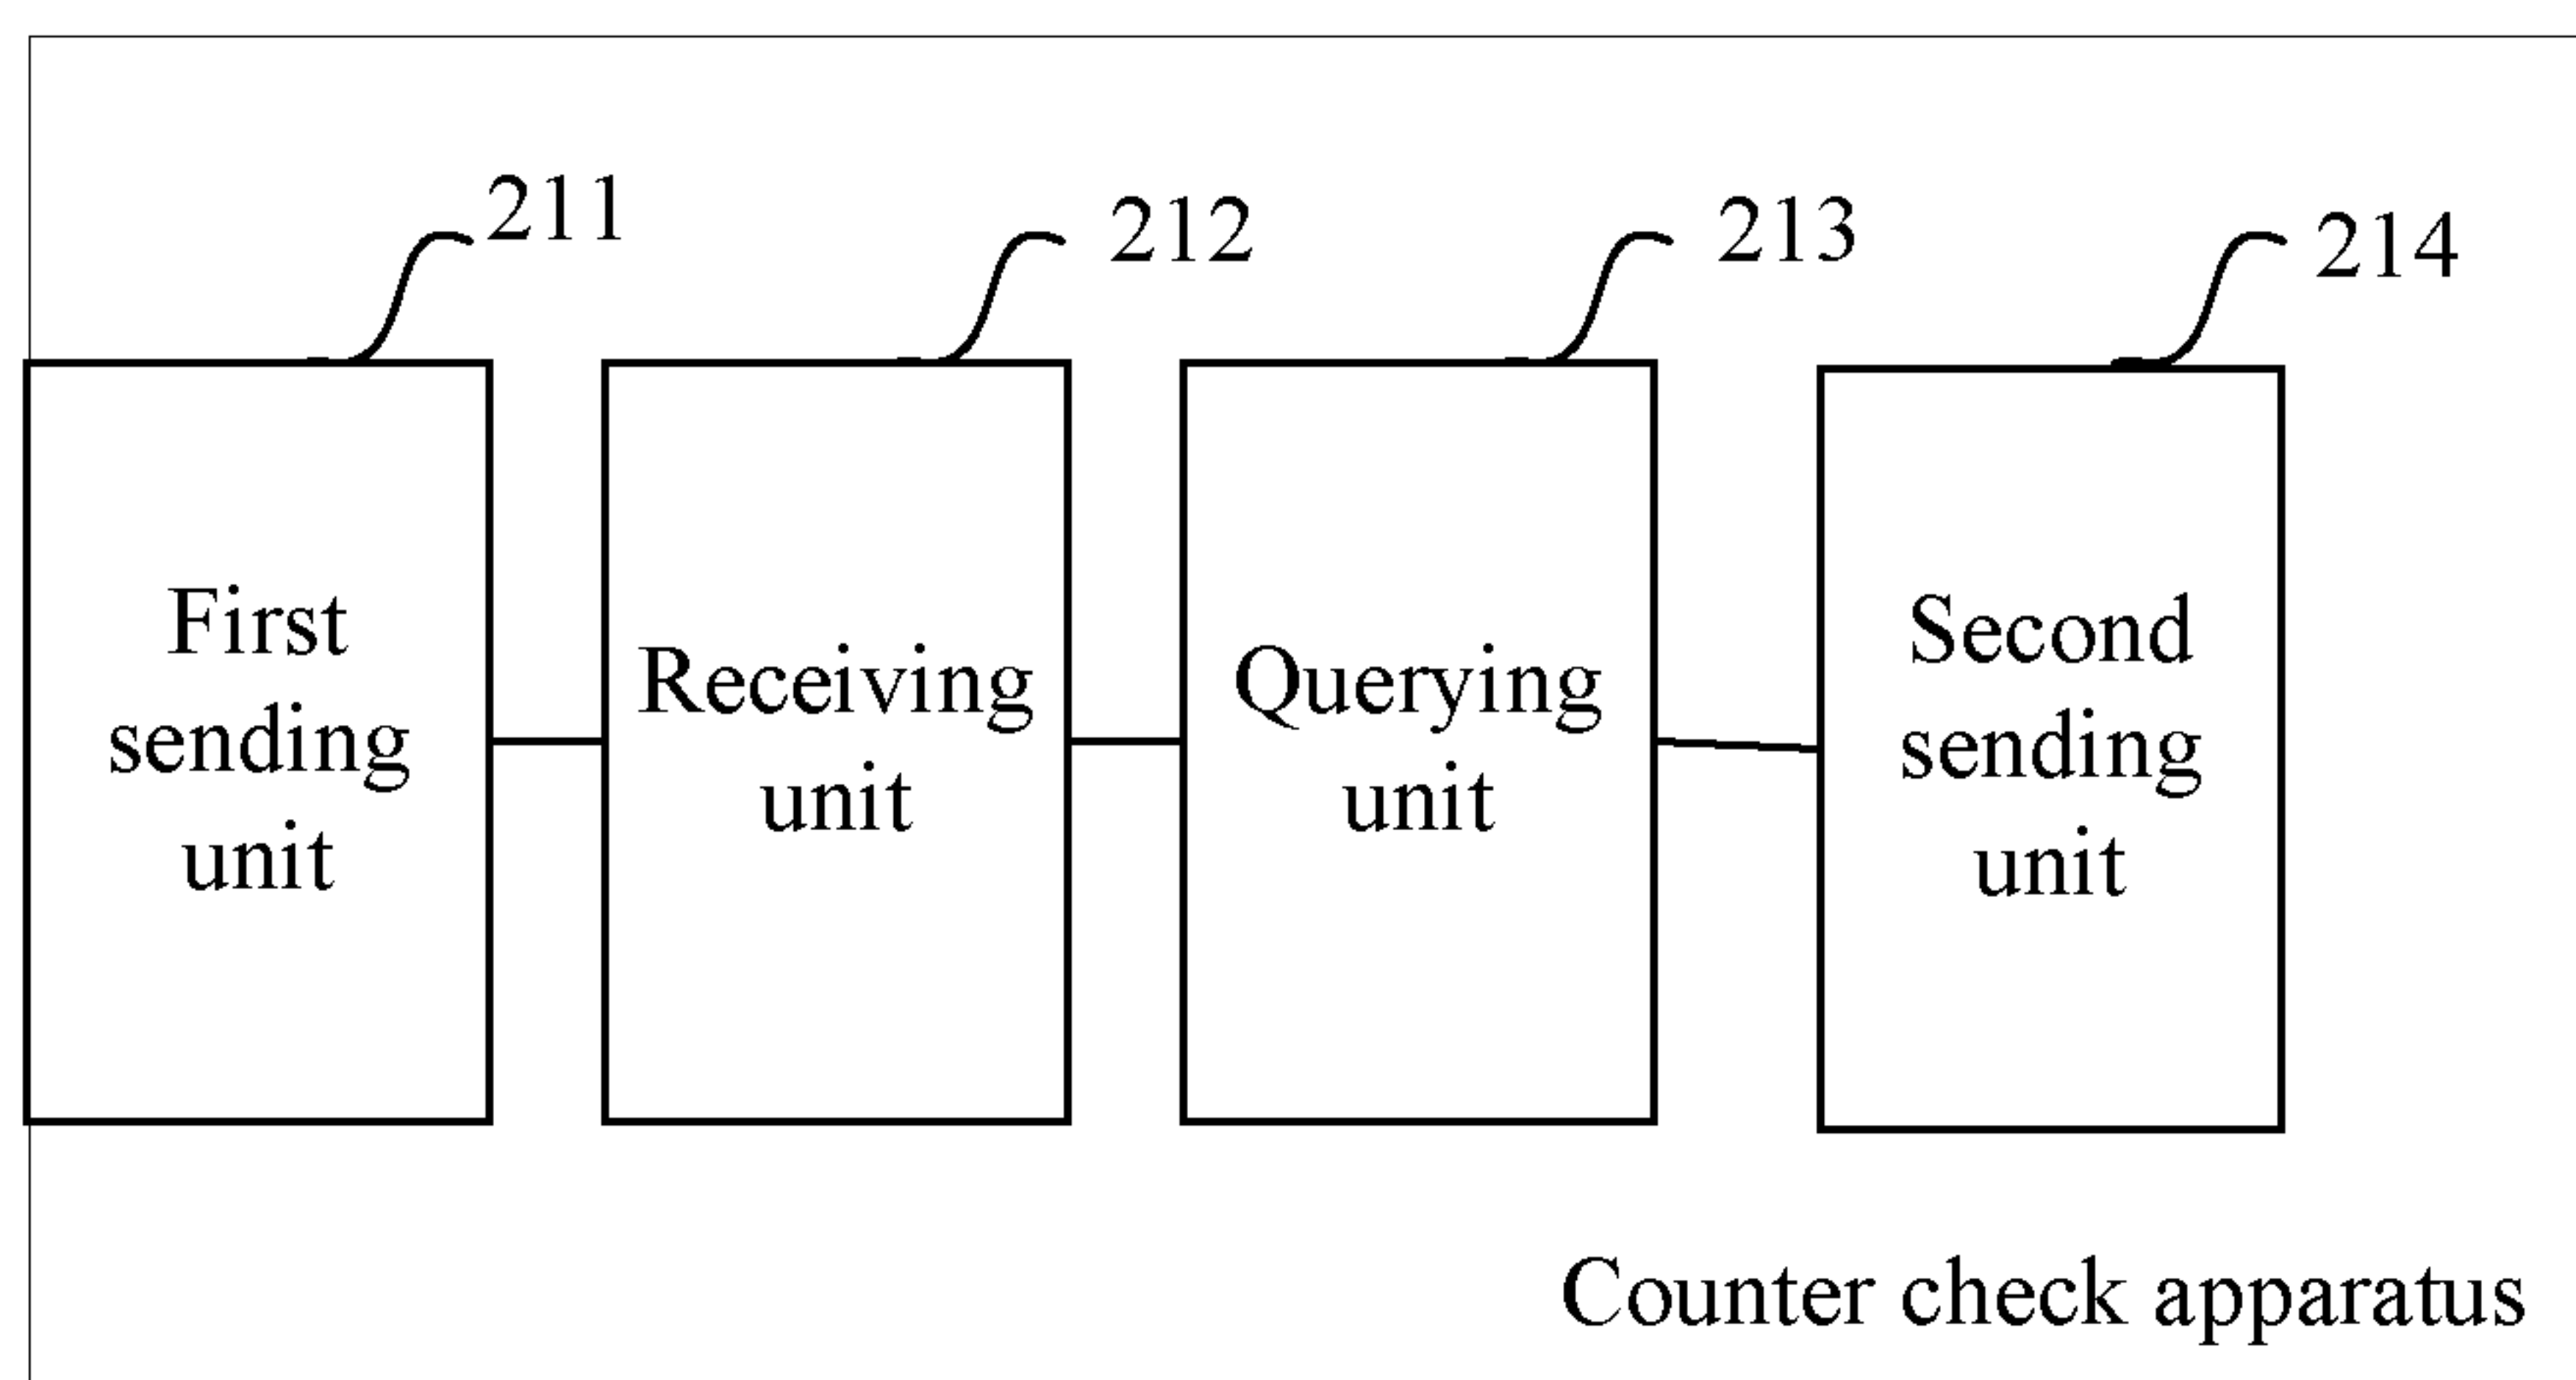 211
212
213
214
First
sending
unit
Receiving
unit
Querying
unit
Second
sending
unit
Counter check apparatus